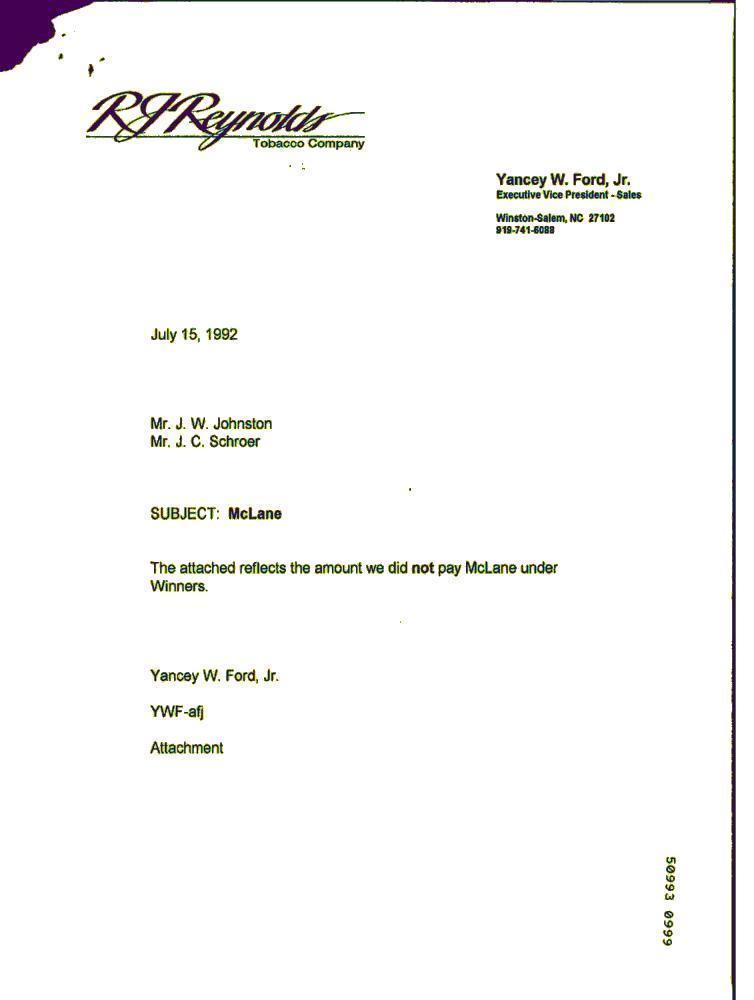 RJReynolds
Tobacco Company
Yancey W. Ford, Jr.
Executive Vice President - Sales
Winston-Salem, NC 27102
919-741-6088
July 15, 1992
Mr. J. W. Johnston
Mr. J. C. Schroer
SUBJECT: McLane
The attached reflects the amount we did not pay McLane under
Winners.
Yancey W. Ford, Jr.
YWF-afj
Attachment
50993 0999